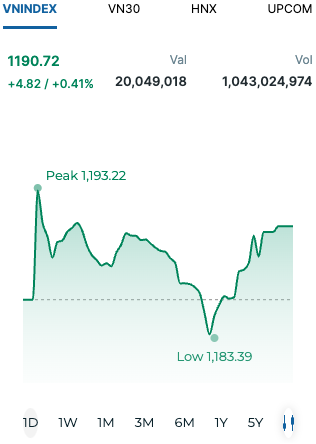 VNINDEX VN30 HNX UPCOM
1190.72 Val Vol
+4.82 / +0.41% 20,049,018 1,043,024,974
Peak 1,193.22
Low 1,183.39
1D 1W 1M 3M 6M 1Y 5Y